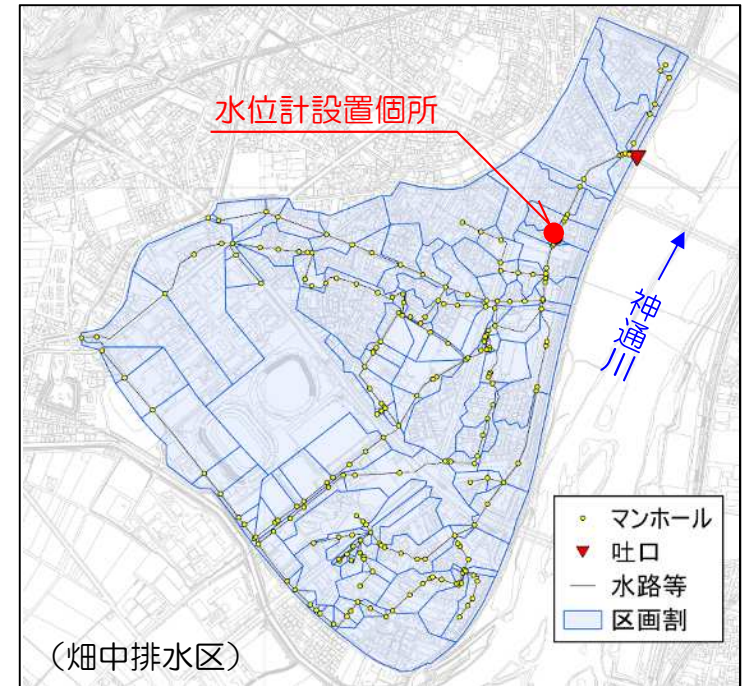 水位計設置個所
神通川
マンホール
吐口
水路等
区画割
（畑中排水区）